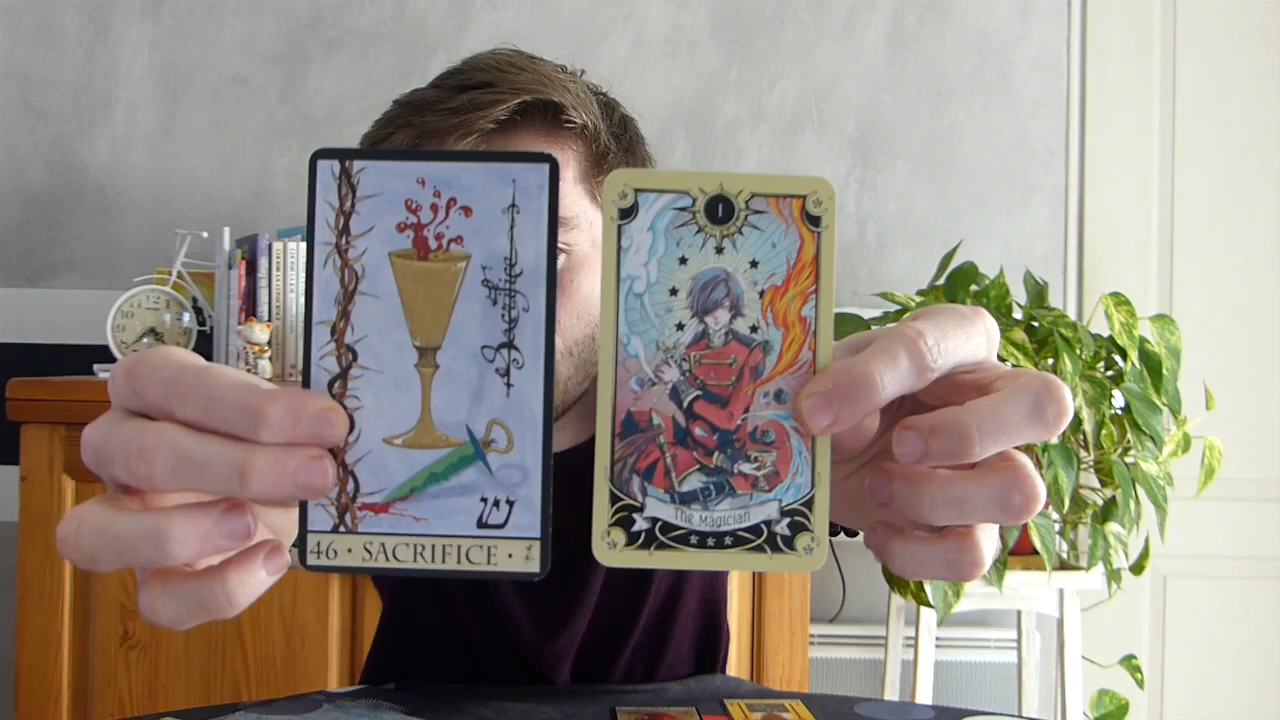 Sacrifice
ש
46 • SACRIFICE •
I
The Magician